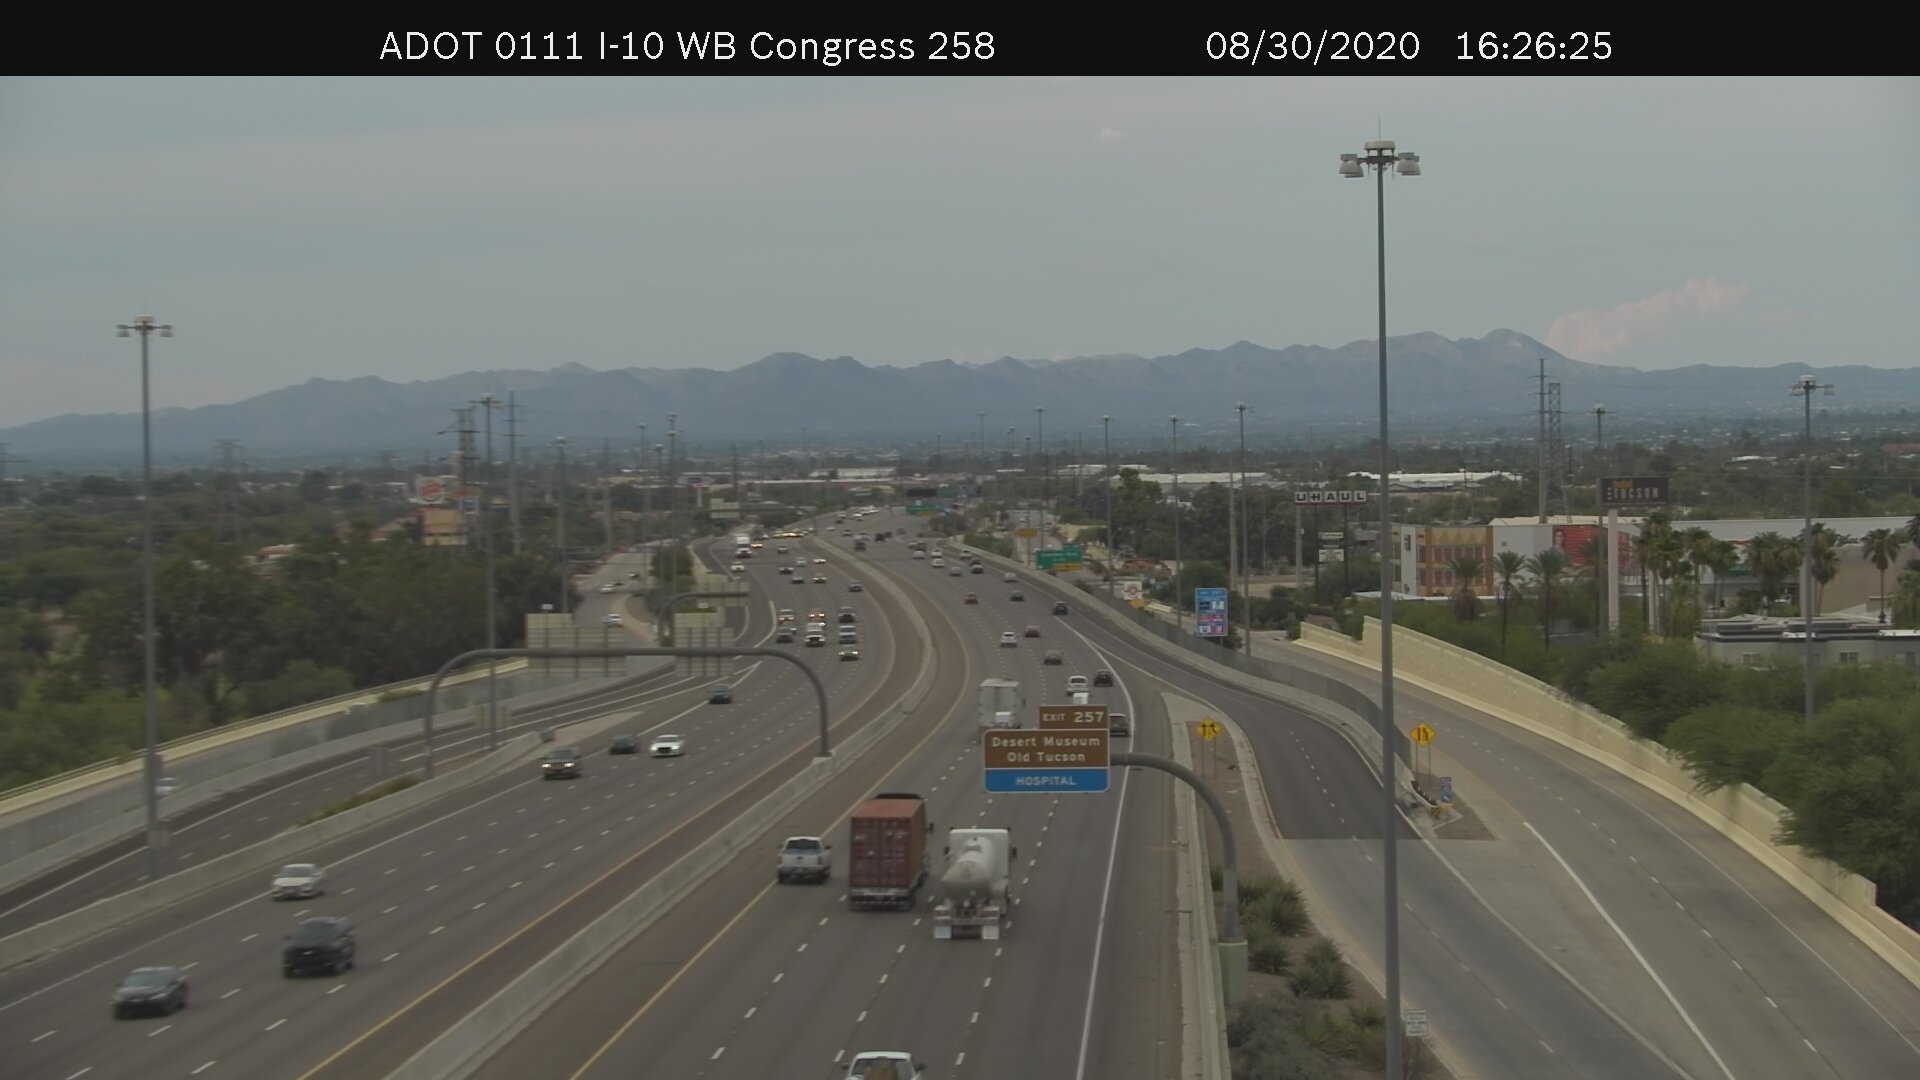 ADOT 0111 I-10 WB Congress 258 08/30/2020 16:26:25
U-HAUL
TUCSON
EXIT 257
Desert Museum
Old Tucson
HOSPITAL